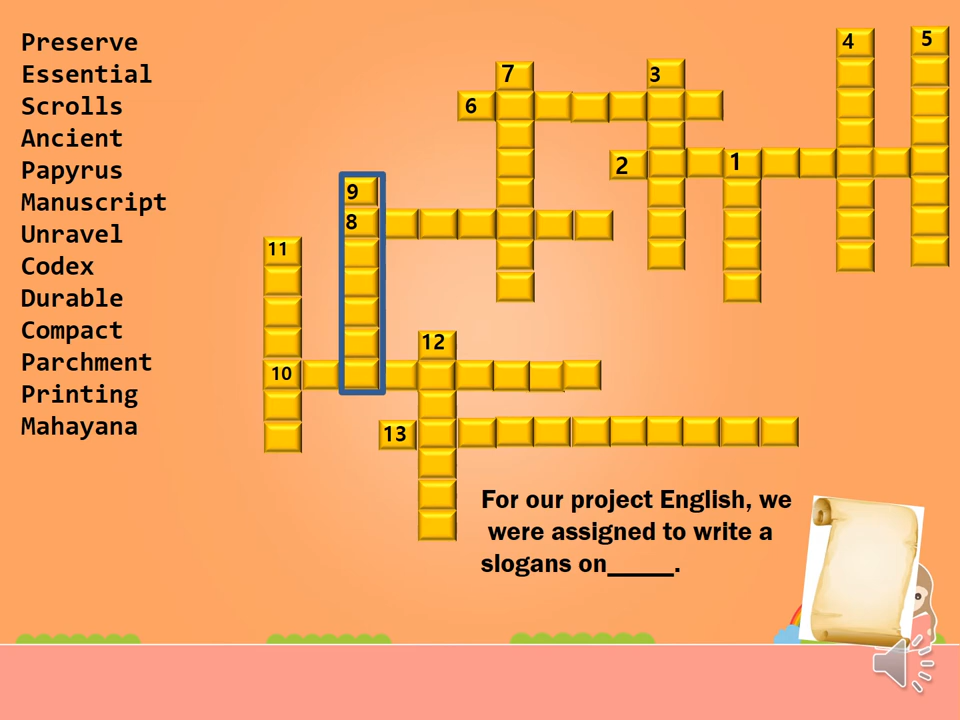 Preserve
Essential
Scrolls
Ancient
Papyrus
Manuscript
Unravel
Codex
Durable
Compact
Parchment
Printing
Mahayana
4
5
7
3
6
2
1
9
8
11
12
10
13
For our project English, we
were assigned to write a
slogans on_____.